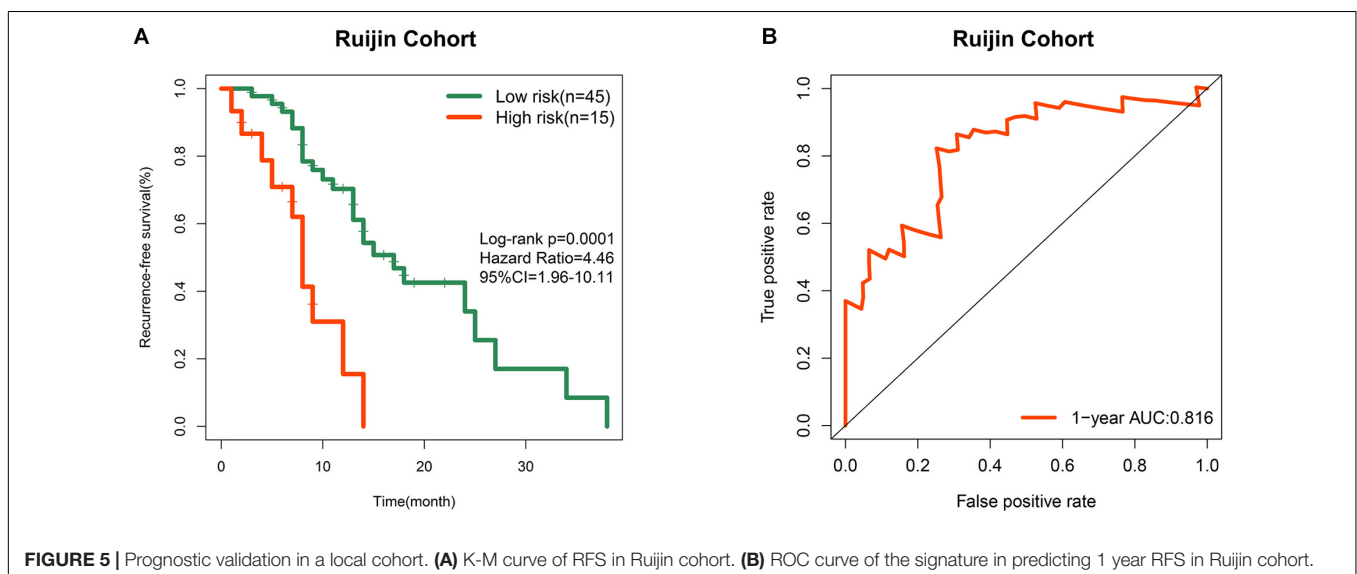 A
Ruijin Cohort
Low risk(n=45)
High risk(n=15)
Log-rank p=0.0001
Hazard Ratio=4.46
95%CI=1.96-10.11
Recurrence-free survival(%)
0.0
0.2
0.4
0.6
0.8
1.0
0 10 20 30
Time(month)
B
Ruijin Cohort
True positive rate
0.0
0.2
0.4
0.6
0.8
1.0
1−year AUC:0.816
0.0 0.2 0.4 0.6 0.8 1.0
False positive rate
FIGURE 5 | Prognostic validation in a local cohort. (A) K-M curve of RFS in Ruijin cohort. (B) ROC curve of the signature in predicting 1 year RFS in Ruijin cohort.